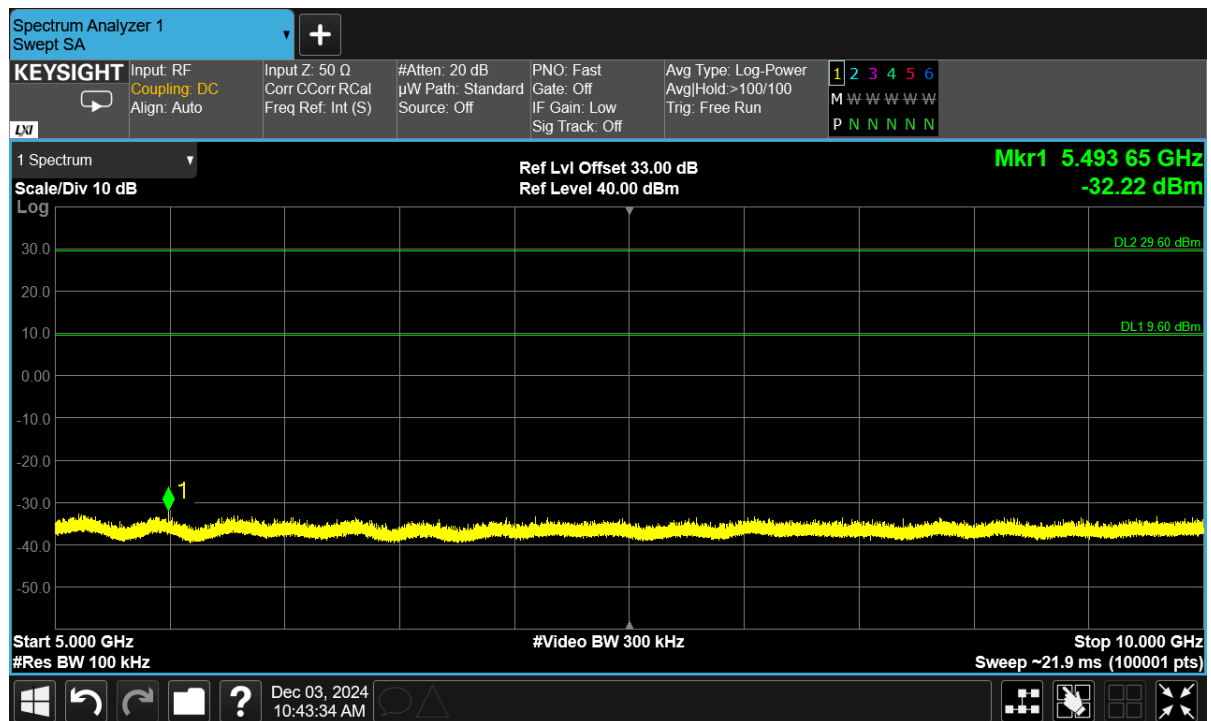 Spectrum Analyzer 1
Swept SA
+
KEYSIGHT
LXI
Input: RF
Coupling: DC
Align: Auto
Input Z: 50 Ω
Corr CCorr RCal
Freq Ref: Int (S)
#Atten: 20 dB
µW Path: Standard
Source: Off
PNO: Fast
Gate: Off
IF Gain: Low
Sig Track: Off
Avg Type: Log-Power
Avg|Hold:>100/100
Trig: Free Run
1 2 3 4 5 6
M W W W W W
P N N N N N
1 Spectrum
Scale/Div 10 dB
Log
Ref Lvl Offset 33.00 dB
Ref Level 40.00 dBm
Mkr1 5.493 65 GHz
-32.22 dBm
30.0
DL2 29.60 dBm
20.0
10.0
DL1 9.60 dBm
0.00
-10.0
-20.0
1
-30.0
-40.0
-50.0
Start 5.000 GHz
#Res BW 100 kHz
#Video BW 300 kHz
Stop 10.000 GHz
Sweep ~21.9 ms (100001 pts)
?
Dec 03, 2024
10:43:34 AM